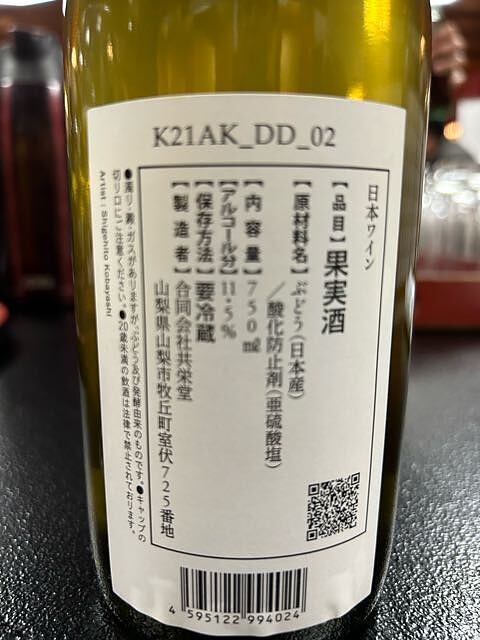 K21AK_DD_02
日本ワイン
【品目】果実酒
【原材料名】ぶどう(日本産)
/酸化防止剤(亜硫酸塩)
【内容量】750㎖
【アルコール分】11.5%
【保存方法】要冷蔵
【製造者】合同会社共栄堂
山梨県山梨市牧丘町室伏725番地
●濁り・澱・ガスがありますが、ぶどう及び発酵由来のものです。●キャップの
切り口にご注意ください。●20歳未満の飲酒は法律で禁止されております。
Artist : Shigehito Kobayashi
4 595122 994024